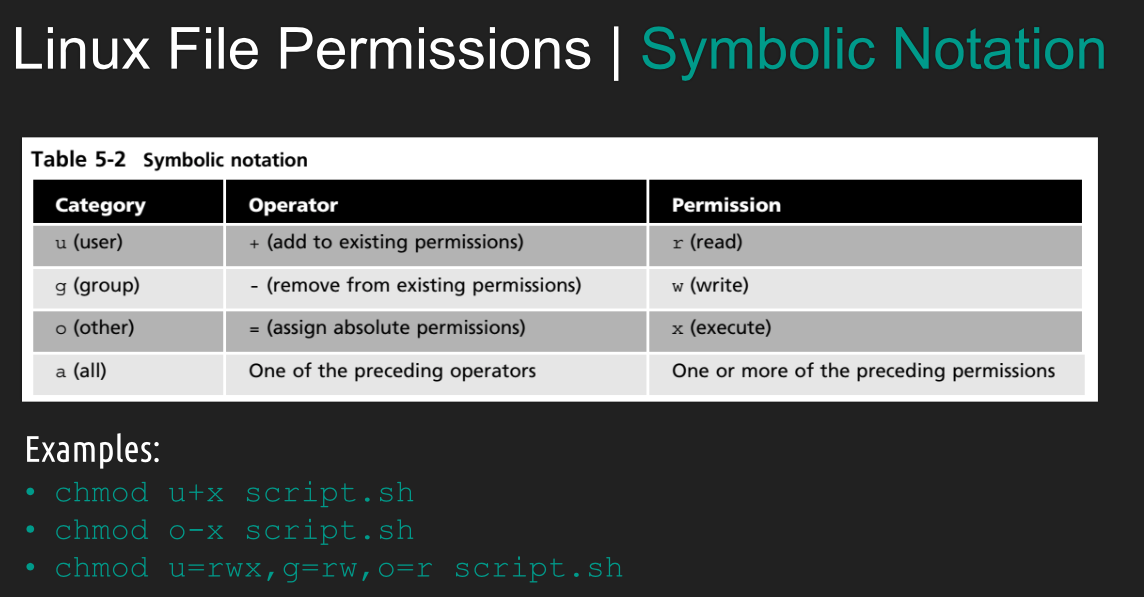 Linux File Permissions | Symbolic Notation
Table 5-2 Symbolic notation
Category Operator Permission
u (user) + (add to existing permissions) r (read)
g (group) - (remove from existing permissions) w (write)
o (other) = (assign absolute permissions) x (execute)
a (all) One of the preceding operators One or more of the preceding permissions
Examples:
• chmod u+x script.sh
• chmod o-x script.sh
• chmod u=rwx,g=rw,o=r script.sh